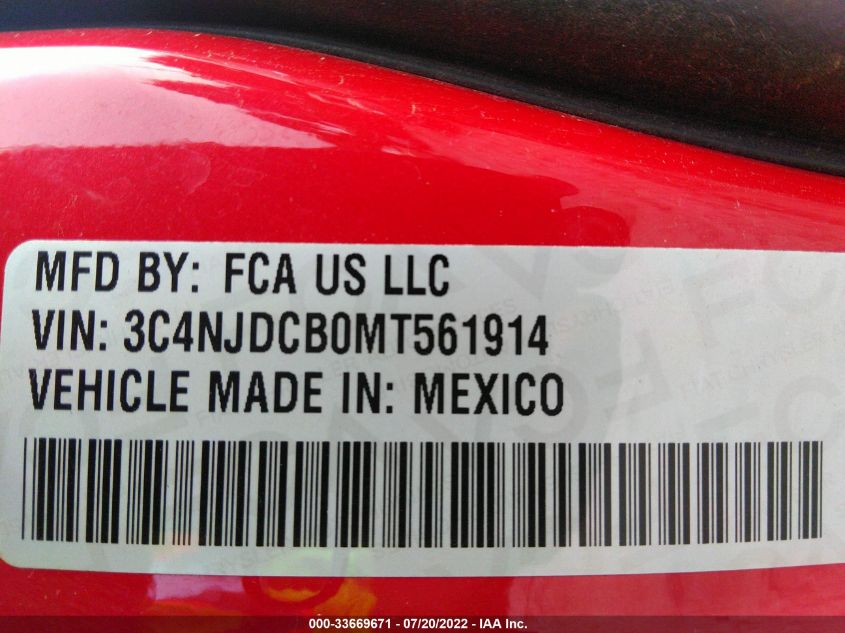 MFD BY: FCA US LLC
VIN: 3C4NJDCB0MT561914
VEHICLE MADE IN: MEXICO
000-33669671 - 07/20/2022 - IAA Inc.